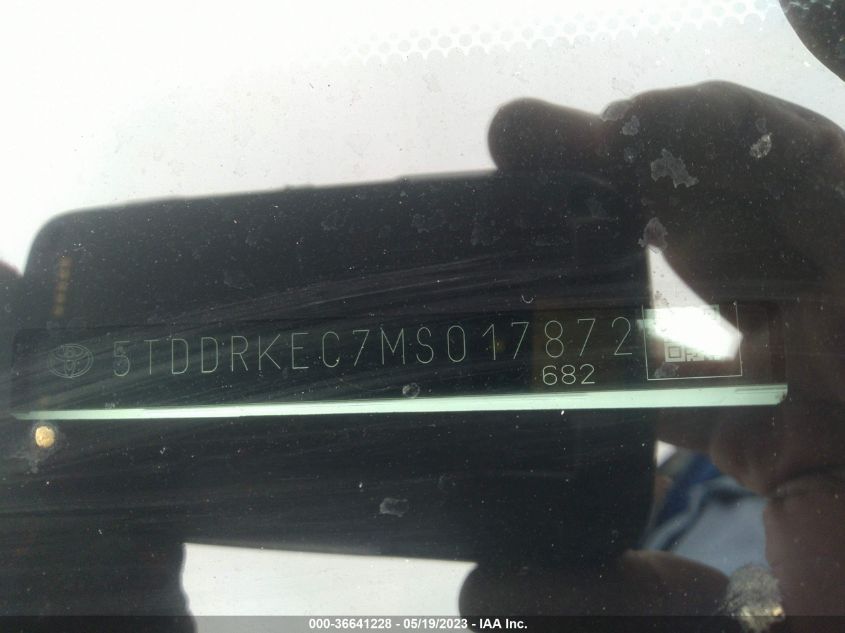 5TDDRKEC7MS017872
682
000-36641228 - 05/19/2023 - IAA Inc.